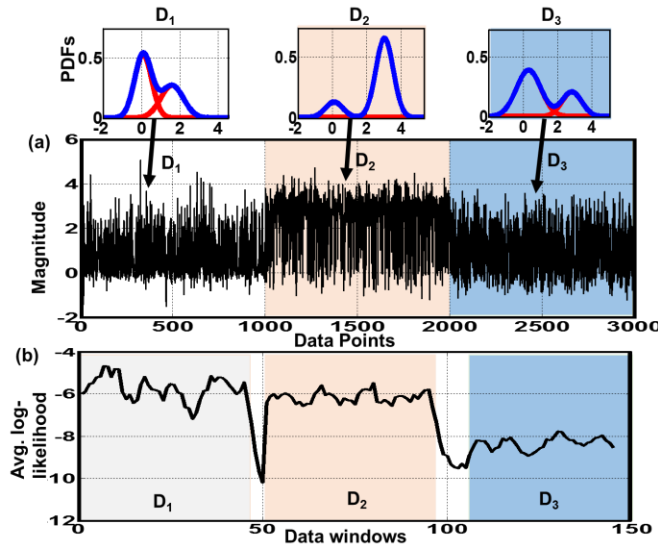 D1 D2 D3
PDFs
0.5 0.5 0.5
0 0 0
-2 0 2 4 -2 0 2 4 -2 0 2 4
(a)
6
4
2
0
-2
Magnitude
D1 D2 D3
0 500 1000 1500 2000 2500 3000
Data Points
(b)
-4
-6
-8
-10
-12
Avg. log-
likelihood
D1 D2 D3
0 50 100 150
Data windows